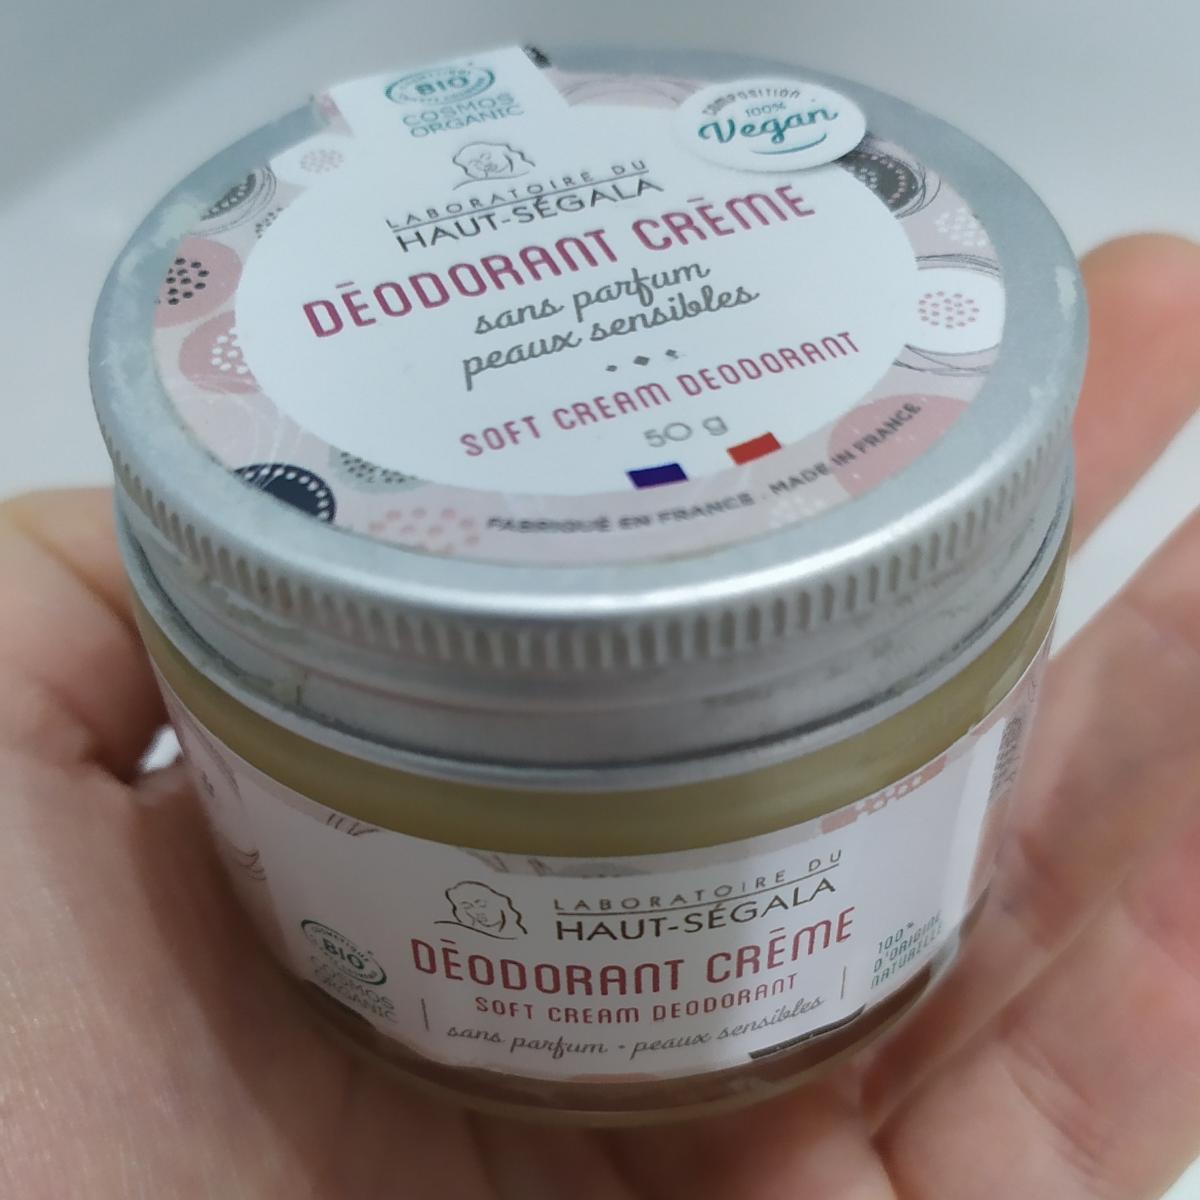 BIO
COSMOS
ORGANIC
COMPOSITION
100%
Vegan
LABORATOIRE DU
HAUT-SÉGALA
DÉODORANT CRÈME
sans parfum
peaux sensibles
SOFT CREAM DEODORANT
50 g
FABRIQUÉ EN FRANCE . MADE IN FRANCE
LABORATOIRE DU
HAUT-SÉGALA
BIO
COSMOS
ORGANIC
DÉODORANT CRÈME
SOFT CREAM DEODORANT
sans parfum - peaux sensibles
100%
D'ORIGINE
NATURELLE